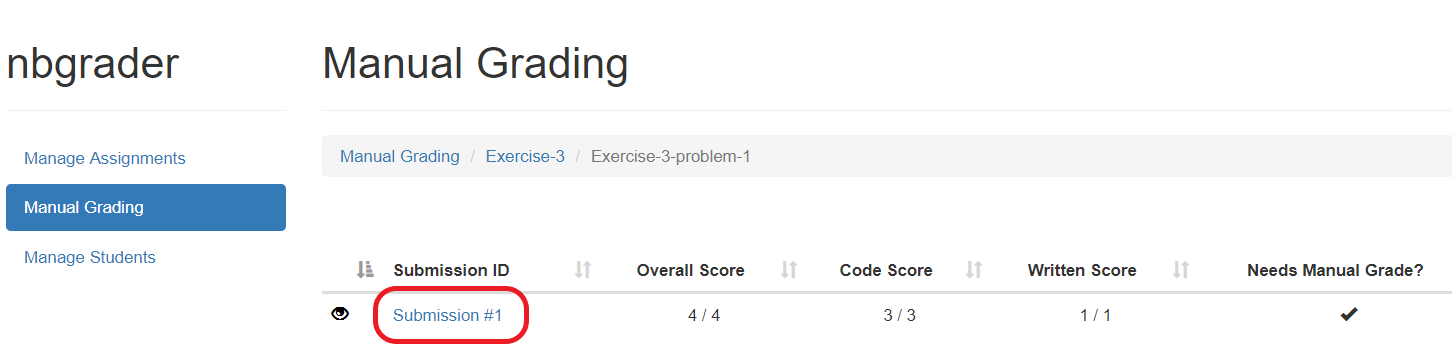 nbgrader
Manual Grading
Manage Assignments
Manual Grading
Manage Students
Manual Grading / Exercise-3 / Exercise-3-problem-1
Submission ID Overall Score Code Score Written Score Needs Manual Grade?
Submission #1 4 / 4 3 / 3 1 / 1